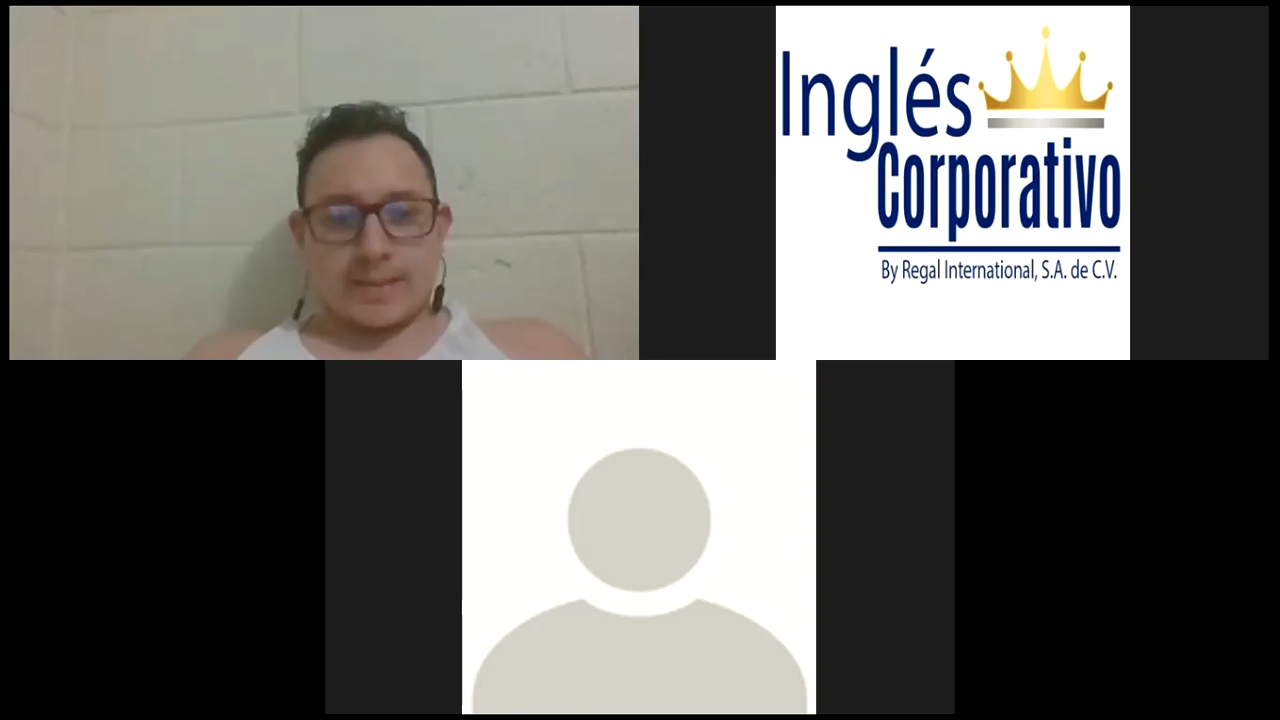 Inglés
Corporativo
By Regal International, S.A. de C.V.